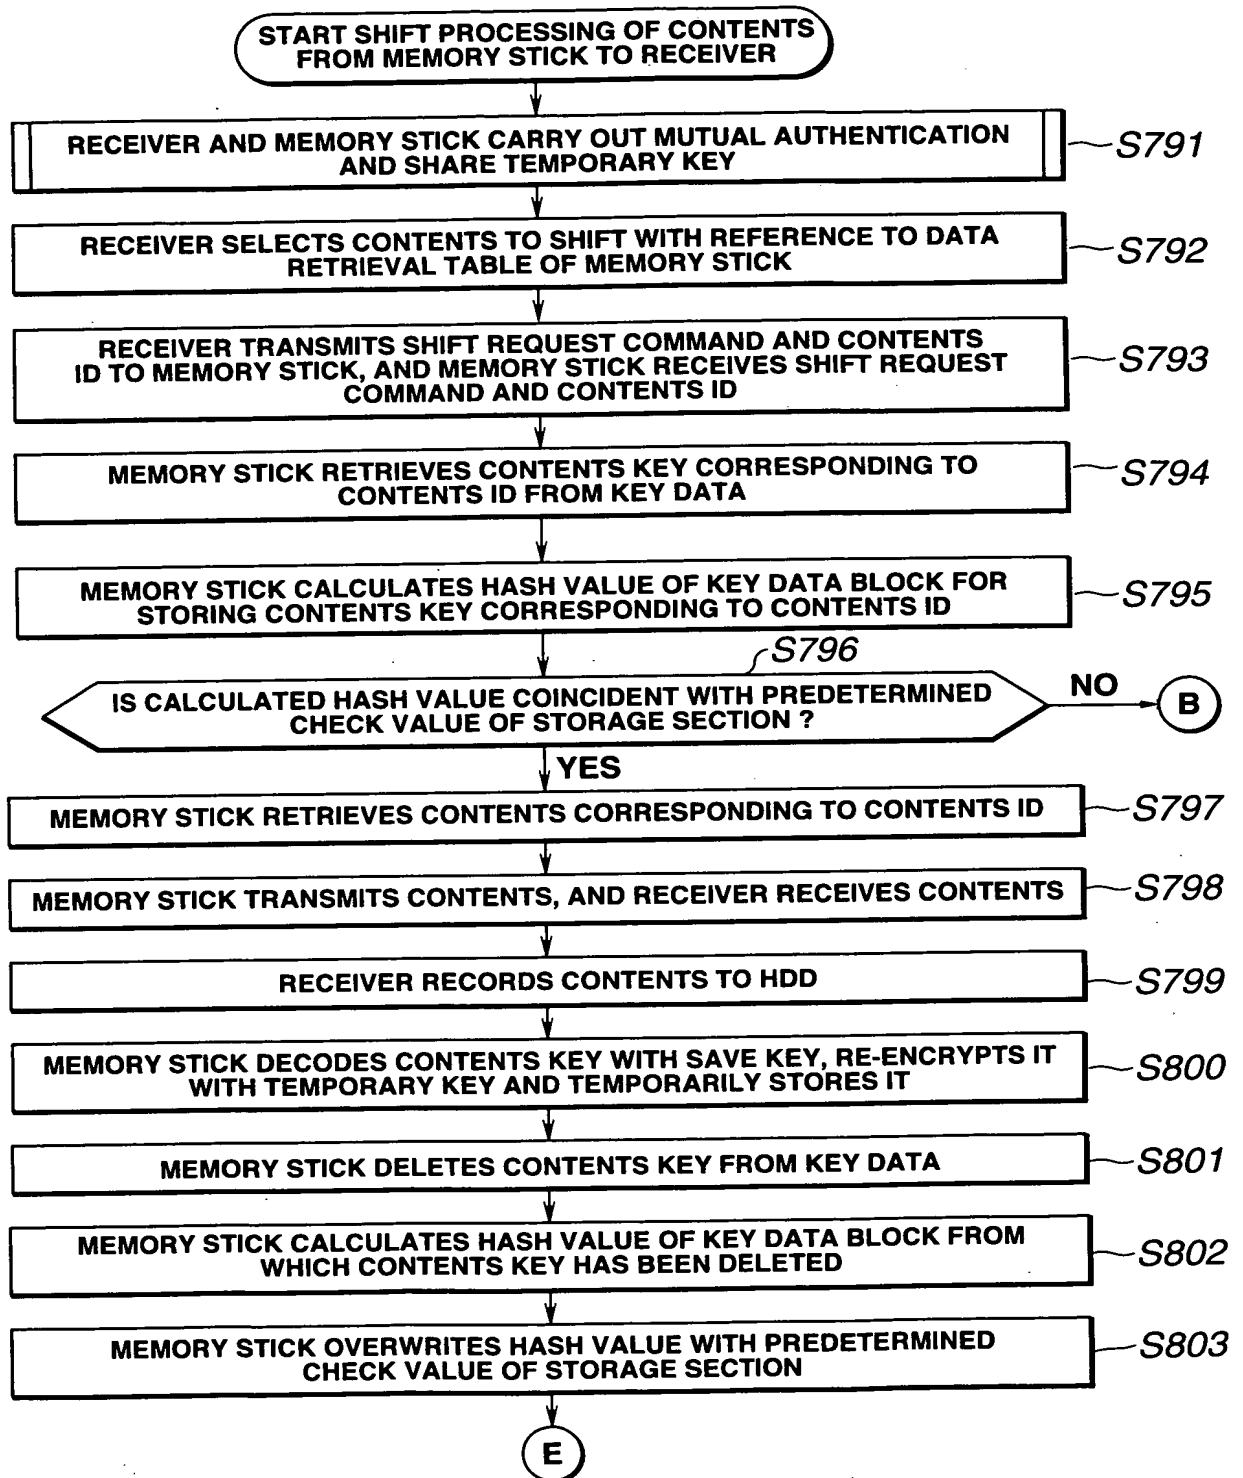 START SHIFT PROCESSING OF CONTENTS
FROM MEMORY STICK TO RECEIVER
RECEIVER AND MEMORY STICK CARRY OUT MUTUAL AUTHENTICATION
AND SHARE TEMPORARY KEY
S791
RECEIVER SELECTS CONTENTS TO SHIFT WITH REFERENCE TO DATA
RETRIEVAL TABLE OF MEMORY STICK
S792
RECEIVER TRANSMITS SHIFT REQUEST COMMAND AND CONTENTS
ID TO MEMORY STICK, AND MEMORY STICK RECEIVES SHIFT REQUEST
COMMAND AND CONTENTS ID
S793
MEMORY STICK RETRIEVES CONTENTS KEY CORRESPONDING TO
CONTENTS ID FROM KEY DATA
S794
MEMORY STICK CALCULATES HASH VALUE OF KEY DATA BLOCK FOR
STORING CONTENTS KEY CORRESPONDING TO CONTENTS ID
S795
S796
IS CALCULATED HASH VALUE COINCIDENT WITH PREDETERMINED
CHECK VALUE OF STORAGE SECTION ?
NO
B
YES
MEMORY STICK RETRIEVES CONTENTS CORRESPONDING TO CONTENTS ID
S797
MEMORY STICK TRANSMITS CONTENTS, AND RECEIVER RECEIVES CONTENTS
S798
RECEIVER RECORDS CONTENTS TO HDD
S799
MEMORY STICK DECODES CONTENTS KEY WITH SAVE KEY, RE-ENCRYPTS IT
WITH TEMPORARY KEY AND TEMPORARILY STORES IT
S800
MEMORY STICK DELETES CONTENTS KEY FROM KEY DATA
S801
MEMORY STICK CALCULATES HASH VALUE OF KEY DATA BLOCK FROM
WHICH CONTENTS KEY HAS BEEN DELETED
S802
MEMORY STICK OVERWRITES HASH VALUE WITH PREDETERMINED
CHECK VALUE OF STORAGE SECTION
S803
E